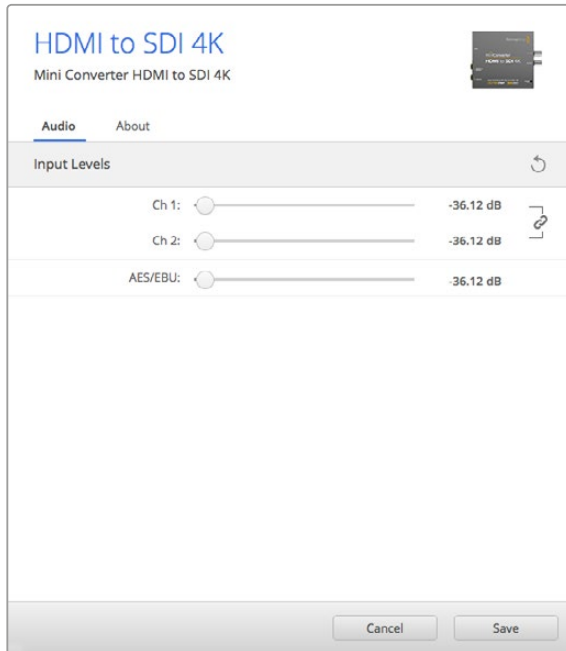 HDMI to SDI 4K
Mini Converter HDMI to SDI 4K
Audio About
Input Levels
Ch 1: -36.12 dB
Ch 2: -36.12 dB
AES/EBU: -36.12 dB
Cancel Save